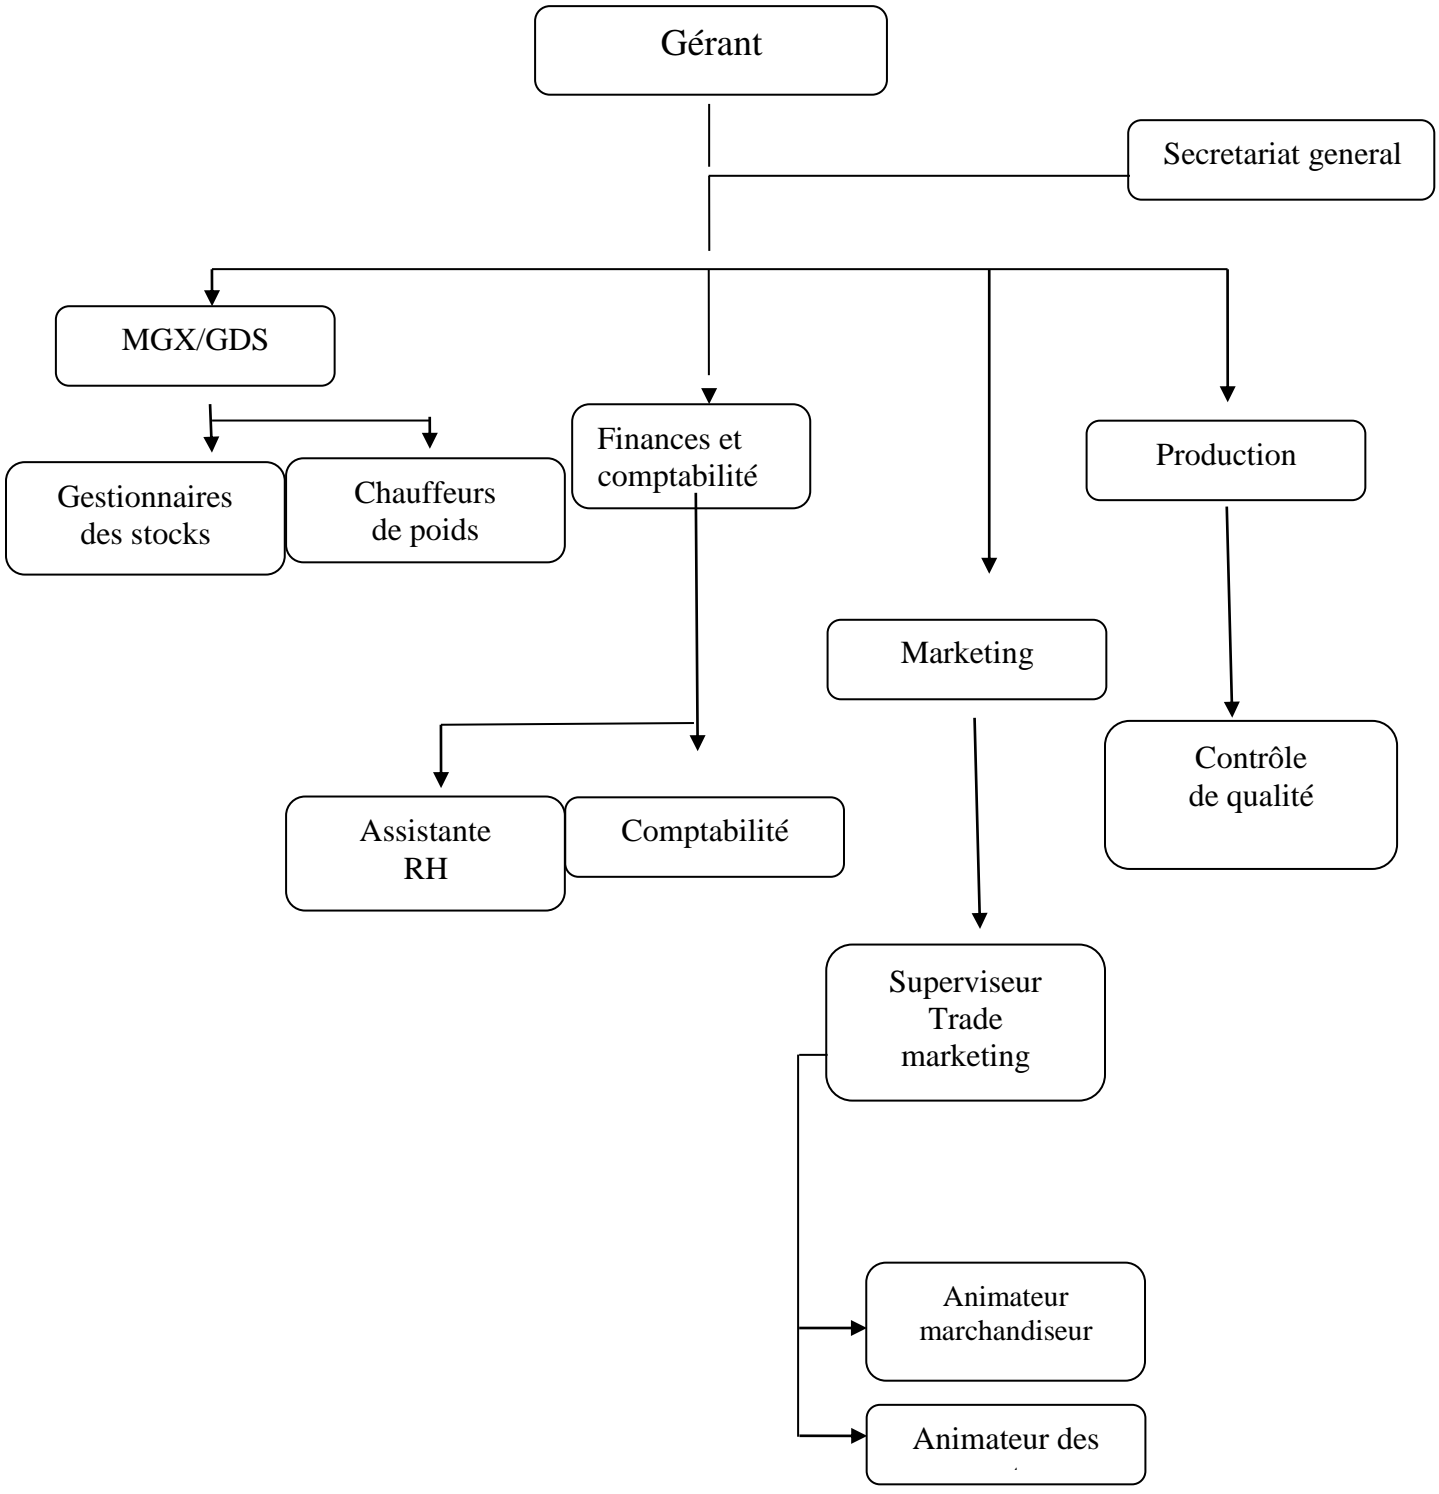 Gérant
Secretariat general
MGX/GDS
Finances et
comptabilité
Production
Gestionnaires
des stocks
Chauffeurs
de poids
Marketing
Contrôle
de qualité
Assistante
RH
Comptabilité
Superviseur
Trade
marketing
Animateur
marchandiseur
Animateur des